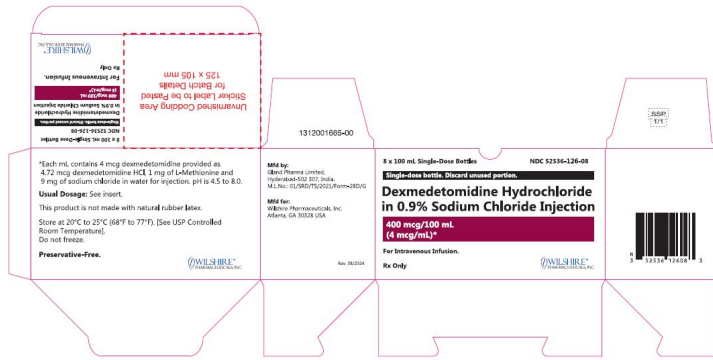 WILSHIRE
PHARMACEUTICALS, INC
Rx Only
For Intravenous Infusion.
400 mcg/100 mL
(4 mcg/mL)*
Dexmedetomidine Hydrochloride
in 0.9% Sodium Chloride Injection
Single-dose bottle. Discard unused portion.
NDC 52536-126-08
8 x 100 mL Single-Dose Bottles
Unvarnished Codding Area
Sticker Label to be Pasted
for Batch Details
125 x 105 mm
*Each mL contains 4 mcg dexmedetomidine provided as
4.72 mcg dexmedetomidine HCl, 1 mg of L-Methionine and
9 mg of sodium chloride in water for injection. pH is 4.5 to 8.0.
Usual Dosage: See insert.
This product is not made with natural rubber latex.
Store at 20°C to 25°C (68°F to 77°F). [See USP Controlled
Room Temperature].
Do not freeze.
Preservative-Free.
WILSHIRE
PHARMACEUTICALS, INC
1312001665-00
Mfd by:
Gland Pharma Limited,
Hyderabad-502 307, India.
M.L.No.: 01/SRD/TS/2021/Form-28D/G
Mfd for:
Wilshire Pharmaceuticals, Inc.
Atlanta, GA 30328 USA
Rev. 08/2024
8 x 100 mL Single-Dose Bottles NDC 52536-126-08
Single-dose bottle. Discard unused portion.
Dexmedetomidine Hydrochloride
in 0.9% Sodium Chloride Injection
400 mcg/100 mL
(4 mcg/mL)*
For Intravenous Infusion.
Rx Only
WILSHIRE
PHARMACEUTICALS, INC
SSP
1/1
N
3 52536 12608 3